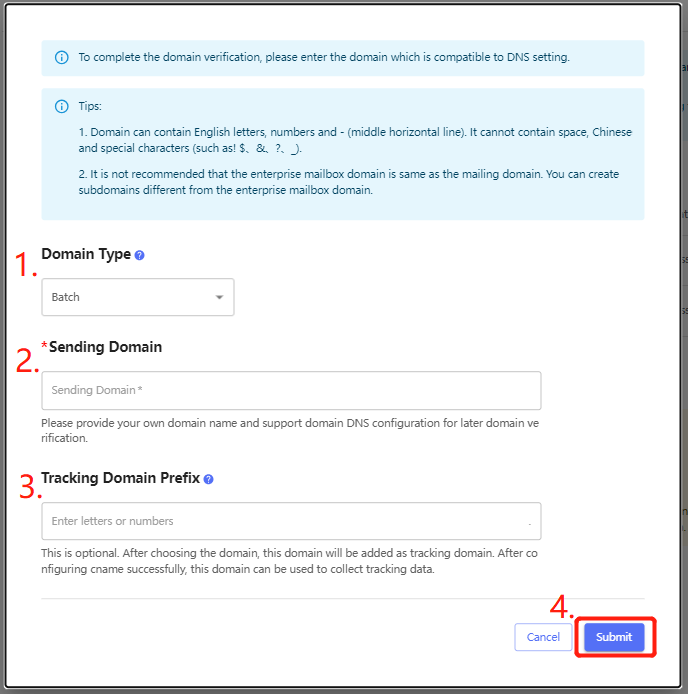 To complete the domain verification, please enter the domain which is compatible to DNS setting.
Tips:
1. Domain can contain English letters, numbers and - (middle horizontal line). It cannot contain space, Chinese
and special characters (such as! $、&、?、_).
2. It is not recommended that the enterprise mailbox domain is same as the mailing domain. You can create
subdomains different from the enterprise mailbox domain.
1. Domain Type ?
Batch
2. *Sending Domain
Sending Domain *
Please provide your own domain name and support domain DNS configuration for later domain ve
rification.
3. Tracking Domain Prefix ?
Enter letters or numbers .
This is optional. After choosing the domain, this domain will be added as tracking domain. After co
nfiguring cname successfully, this domain can be used to collect tracking data.
4.
Cancel Submit